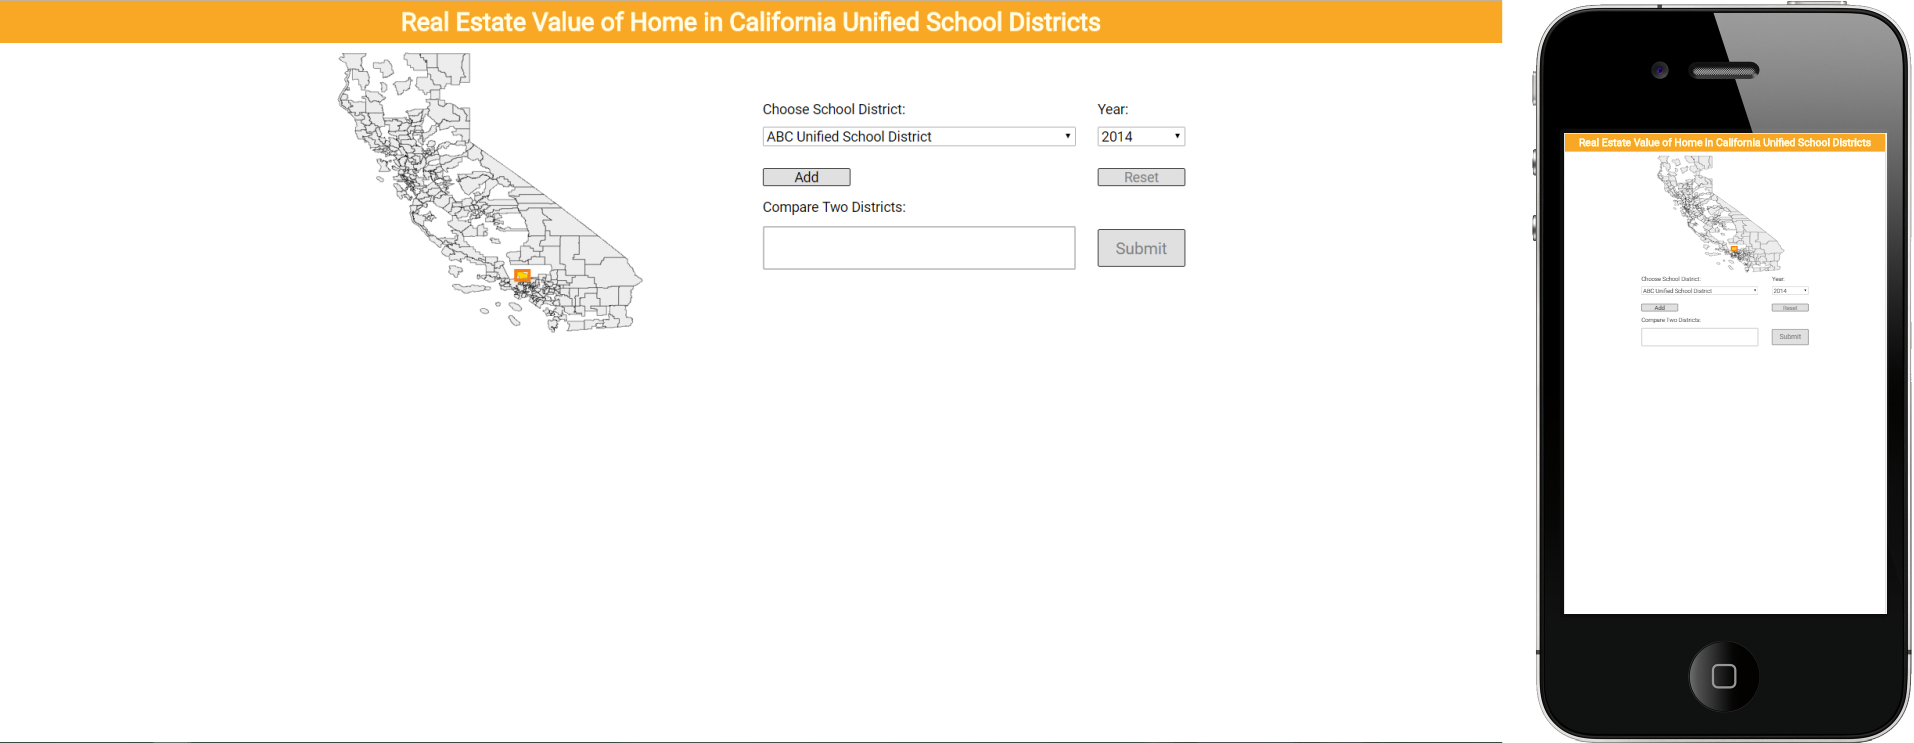 Real Estate Value of Home in California Unified School Districts
Choose School District:
Year:
ABC Unified School District
2014
Add
Reset
Compare Two Districts:
Submit
Real Estate Value of Home in California Unified School Districts
Choose School District:
Year:
ABC Unified School District
2014
Add
Reset
Compare Two Districts:
Submit